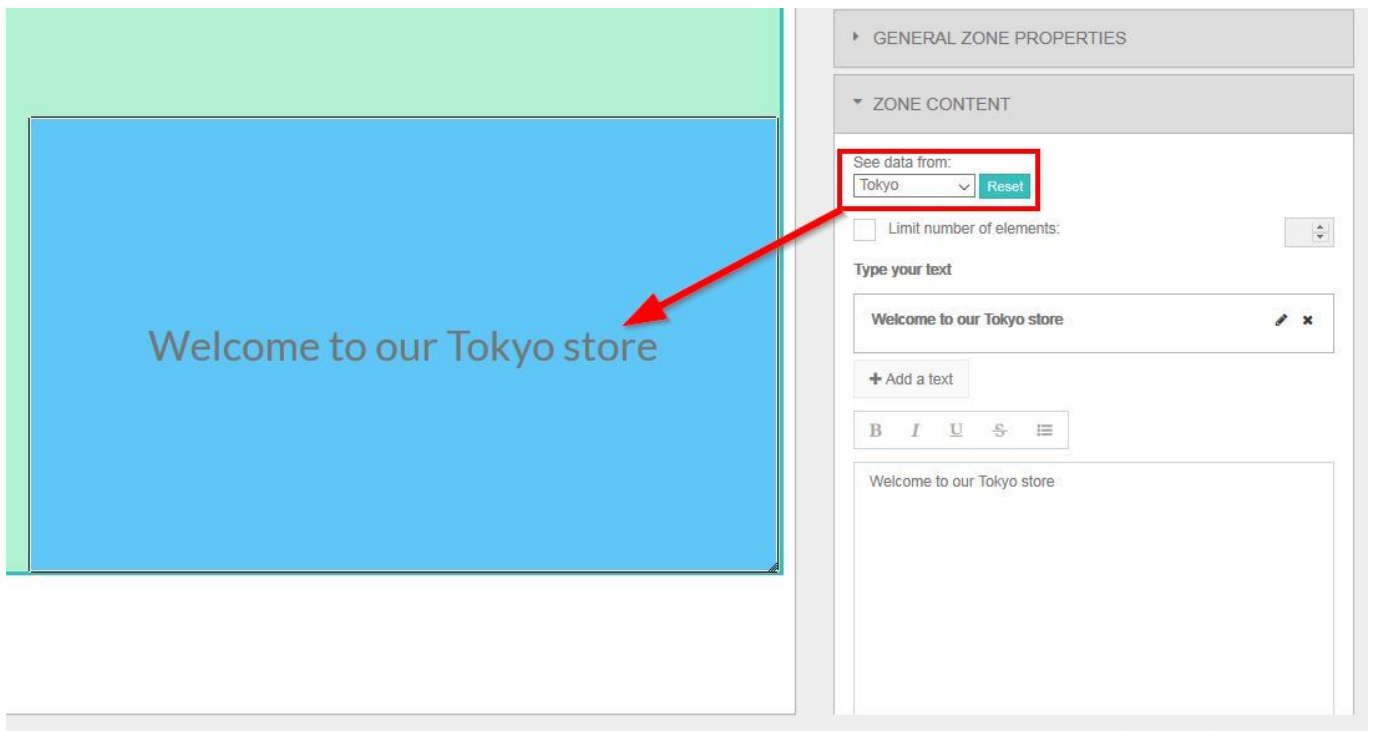 GENERAL ZONE PROPERTIES
ZONE CONTENT
See data from:
Tokyo Reset
Limit number of elements:
Type your text
Welcome to our Tokyo store
+ Add a text
B I U S
Welcome to our Tokyo store
Welcome to our Tokyo store